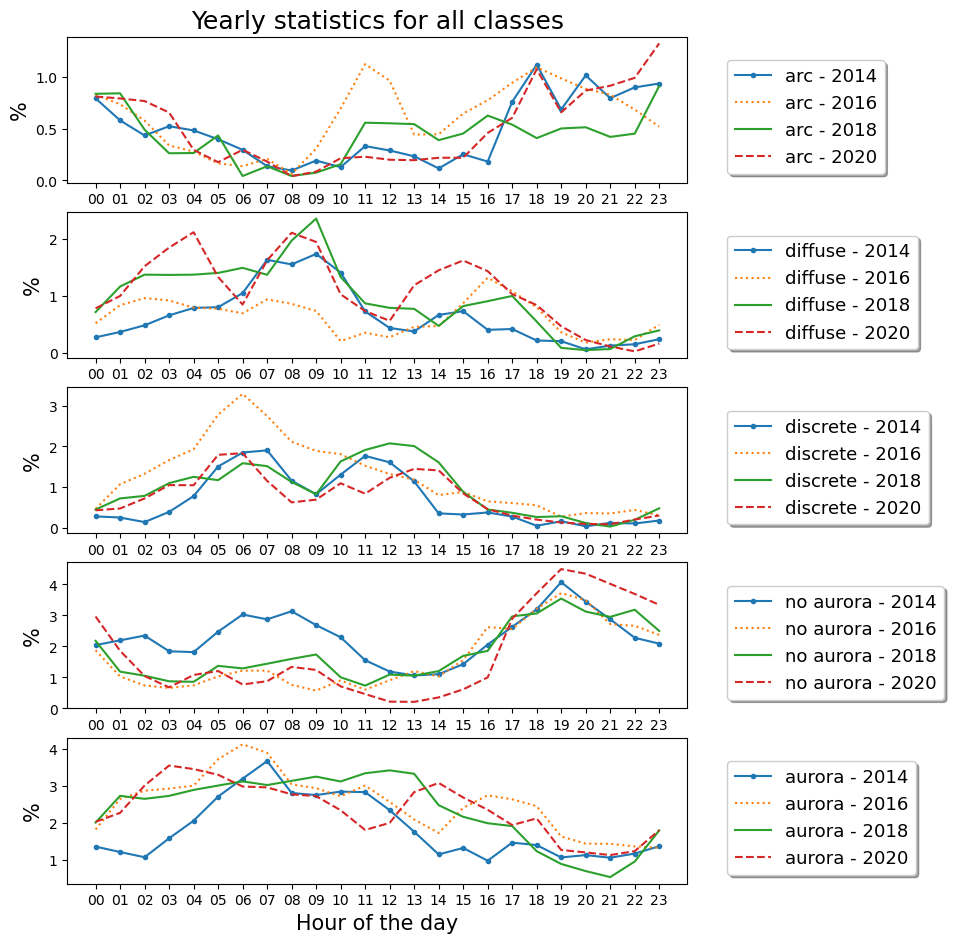 Yearly statistics for all classes
%
1.0
0.5
0.0
00 01 02 03 04 05 06 07 08 09 10 11 12 13 14 15 16 17 18 19 20 21 22 23
arc - 2014
arc - 2016
arc - 2018
arc - 2020
%
2
1
0
00 01 02 03 04 05 06 07 08 09 10 11 12 13 14 15 16 17 18 19 20 21 22 23
diffuse - 2014
diffuse - 2016
diffuse - 2018
diffuse - 2020
%
3
2
1
0
00 01 02 03 04 05 06 07 08 09 10 11 12 13 14 15 16 17 18 19 20 21 22 23
discrete - 2014
discrete - 2016
discrete - 2018
discrete - 2020
%
4
3
2
1
0
00 01 02 03 04 05 06 07 08 09 10 11 12 13 14 15 16 17 18 19 20 21 22 23
no aurora - 2014
no aurora - 2016
no aurora - 2018
no aurora - 2020
%
4
3
2
1
00 01 02 03 04 05 06 07 08 09 10 11 12 13 14 15 16 17 18 19 20 21 22 23
aurora - 2014
aurora - 2016
aurora - 2018
aurora - 2020
Hour of the day